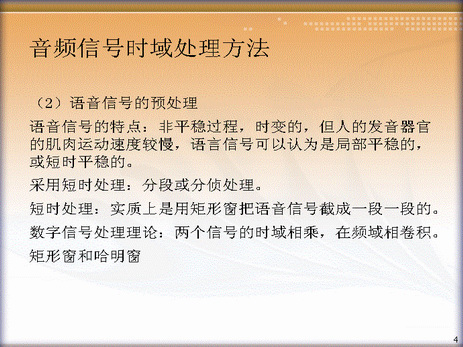 音频信号时域处理方法
（2）语音信号的预处理
语音信号的特点：非平稳过程，时变的，但人的发音器官
的肌肉运动速度较慢，语言信号可以认为是局部平稳的，
或短时平稳的。
采用短时处理：分段或分侦处理。
短时处理：实质上是用矩形窗把语音信号截成一段一段的。
数字信号处理理论：两个信号的时域相乘，在频域相卷积。
矩形窗和哈明窗
4